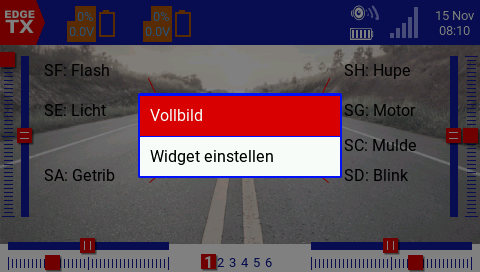 EDGE
TX
0%
0.0V
0%
0.0V
15 Nov
08:10
SF: Flash
SH: Hupe
SE: Licht
SG: Motor
SC: Mulde
SA: Getrib
SD: Blink
Vollbild
Widget einstellen
1 2 3 4 5 6